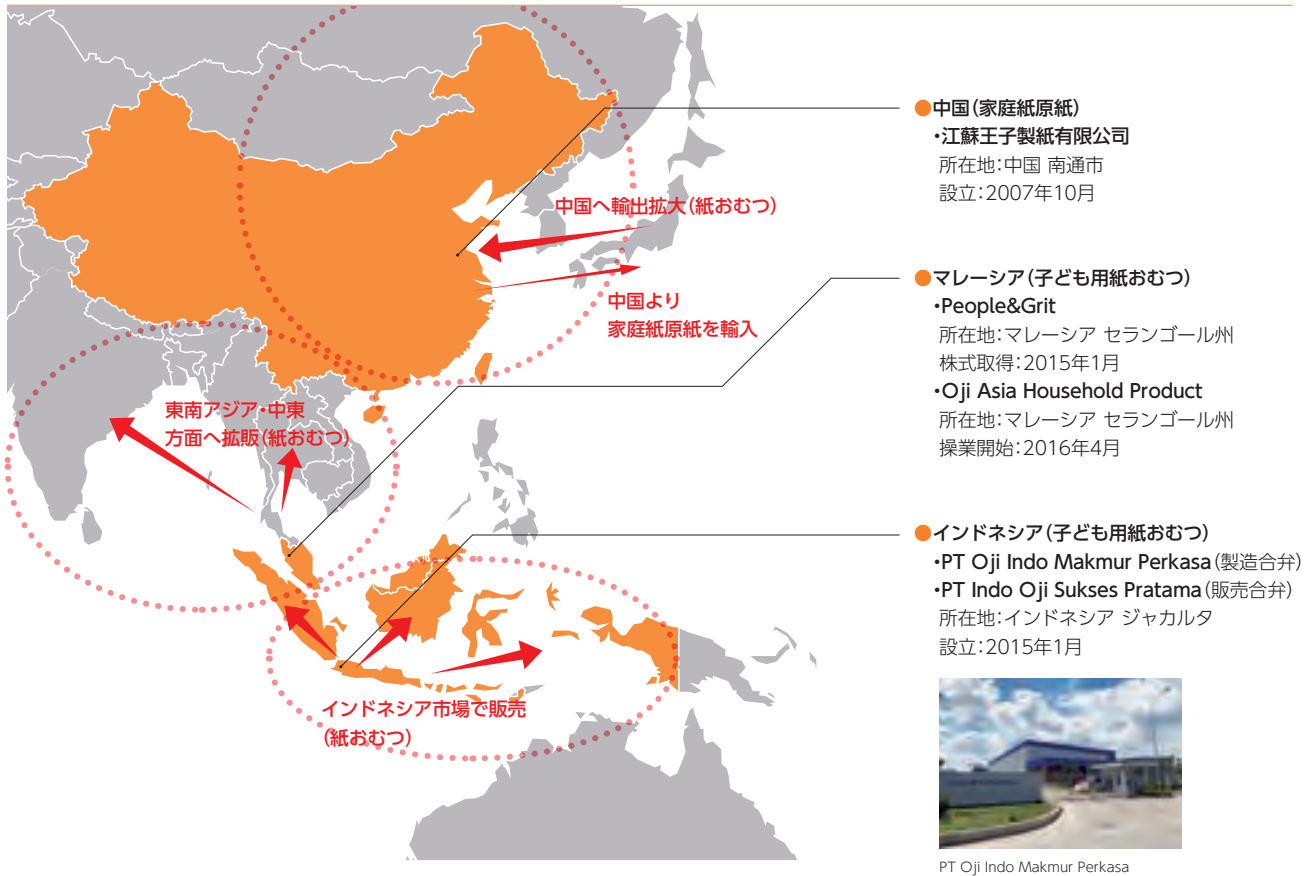 中国へ輸出拡大(紙おむつ)
中国より
家庭紙原紙を輸入
東南アジア・中東
方面へ拡販(紙おむつ)
インドネシア市場で販売
(紙おむつ)
●中国(家庭紙原紙)
・江蘇王子製紙有限公司
所在地:中国 南通市
設立:2007年10月
●マレーシア(子ども用紙おむつ)
・People&Grit
所在地:マレーシア セランゴール州
株式取得:2015年1月
・Oji Asia Household Product
所在地:マレーシア セランゴール州
操業開始:2016年4月
●インドネシア(子ども用紙おむつ)
・PT Oji Indo Makmur Perkasa(製造合弁)
・PT Indo Oji Sukses Pratama(販売合弁)
所在地:インドネシア ジャカルタ
設立:2015年1月
PT Oji Indo Makmur Perkasa